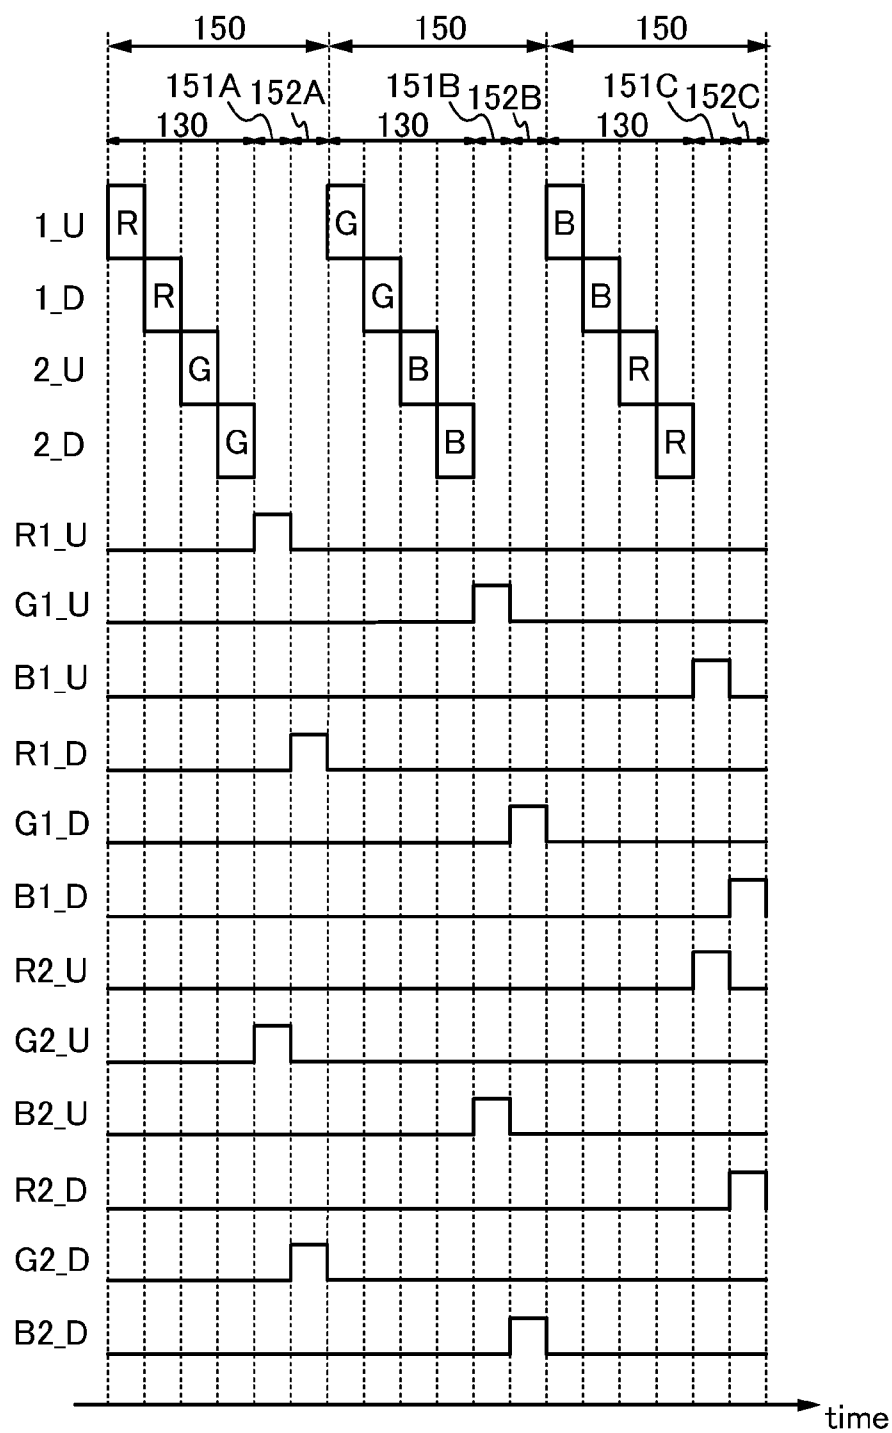 150 150 150
151A 152A 151B 152B 151C 152C
130 130 130
1_U R G B
1_D R G B
2_U G B R
2_D G B R
R1_U
G1_U
B1_U
R1_D
G1_D
B1_D
R2_U
G2_U
B2_U
R2_D
G2_D
B2_D
time